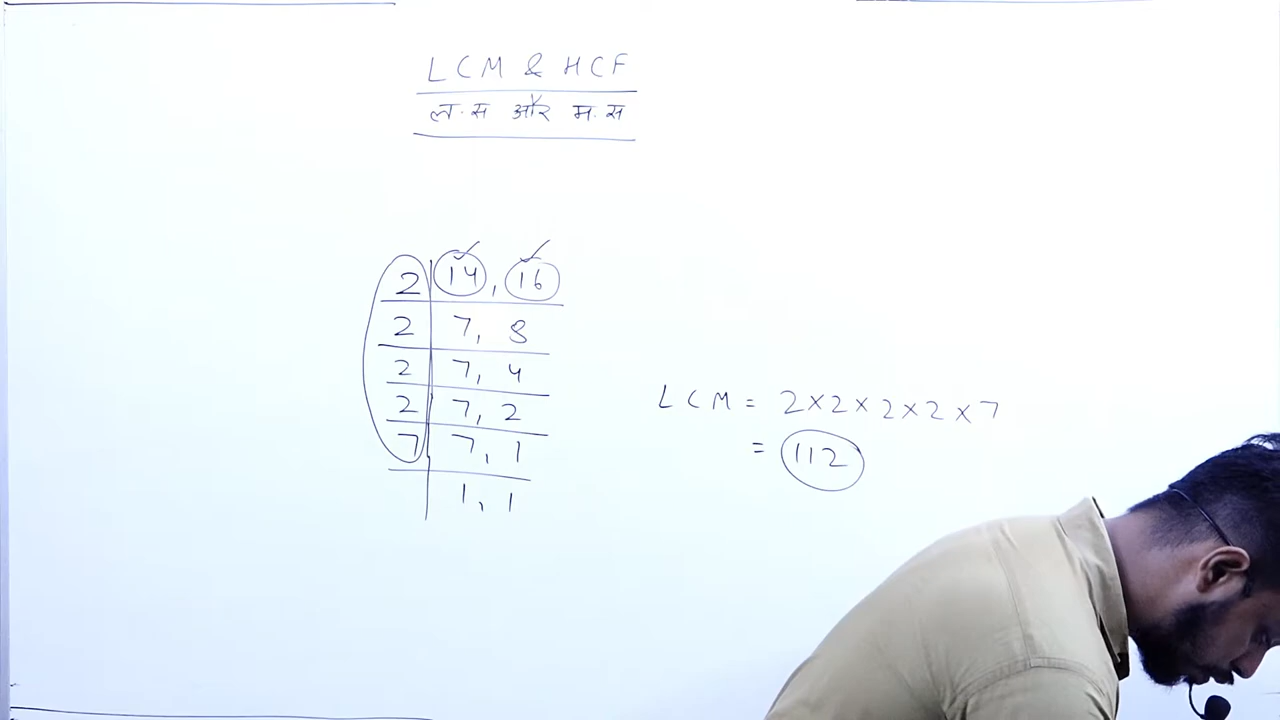 LCM & HCF
ल.स और म.स
2 | 14, 16
2 | 7, 8
2 | 7, 4
2 | 7, 2
7 | 7, 1
| 1, 1
LCM = 2×2×2×2×7
= 112